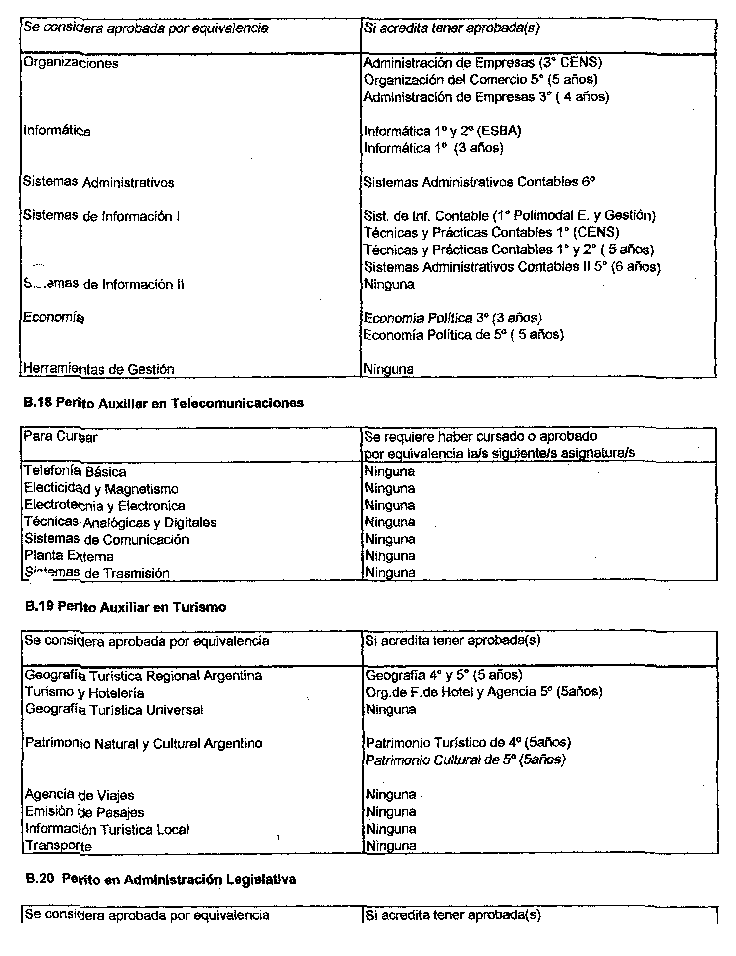 Se considera aprobada por equivalencia Si acredita tener aprobada(s)
Organizaciones Administración de Empresas (3° CENS)
Organización del Comercio 5° (5 años)
Administración de Empresas 3° ( 4 años)
Informática Informática 1º y 2º (ESBA)
Informática 1º (3 años)
Sistemas Administrativos Sistemas Administrativos Contables 6º
Sistemas de Información I Sist. de Inf. Contable (1° Polimodal E. y Gestión)
Técnicas y Prácticas Contables 1° (CENS)
Técnicas y Prácticas Contables 1° y 2° ( 5 años)
Sistemas Administrativos Contables II 5° (6 años)
de Información II Ninguna
Economía Economía Política 3º (3 años)
Economía Política de 5º ( 5 años)
Herramientas de Gestión Ninguna
B.18 Perito Auxiliar en Telecomunicaciones
Para Cursar Se requiere haber cursado o aprobado
por equivalencia la/s siguiente/s asignatura/s
Telefonía Básica Ninguna
Electicidad y Magnetismo Ninguna
Electrotecnia y Electronica Ninguna
Técnicas Analógicas y Digitales Ninguna
Sistemas de Comunicación Ninguna
Planta Externa Ninguna
Sistemas de Trasmisión Ninguna
B.19 Perito Auxiliar en Turismo
Se considera aprobada por equivalencia Si acredita tener aprobada(s)
Geografía Turística Regional Argentina Geografía 4° y 5° (5 años)
Turismo y Hotelería Org.de F.de Hotel y Agencia 5° (5años)
Geografía Turística Universal Ninguna
Patrimonio Natural y Cultural Argentino Patrimonio Turístico de 4º (5años)
Patrimonio Cultural de 5º (5años)
Agencia de Viajes Ninguna
Emisión de Pasajes Ninguna
Información Turística Local Ninguna
Transporte Ninguna
B.20 Perito en Administración Legislativa
Se considera aprobada por equivalencia Si acredita tener aprobada(s)